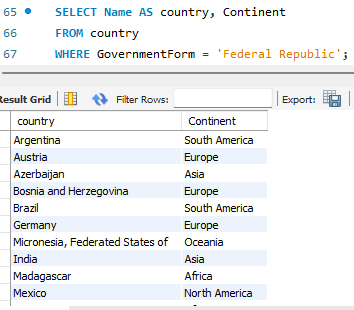 65 SELECT Name AS country, Continent
66 FROM country
67 WHERE GovernmentForm = 'Federal Republic';
Result Grid Filter Rows: Export:
country Continent
Argentina South America
Austria Europe
Azerbaijan Asia
Bosnia and Herzegovina Europe
Brazil South America
Germany Europe
Micronesia, Federated States of Oceania
India Asia
Madagascar Africa
Mexico North America